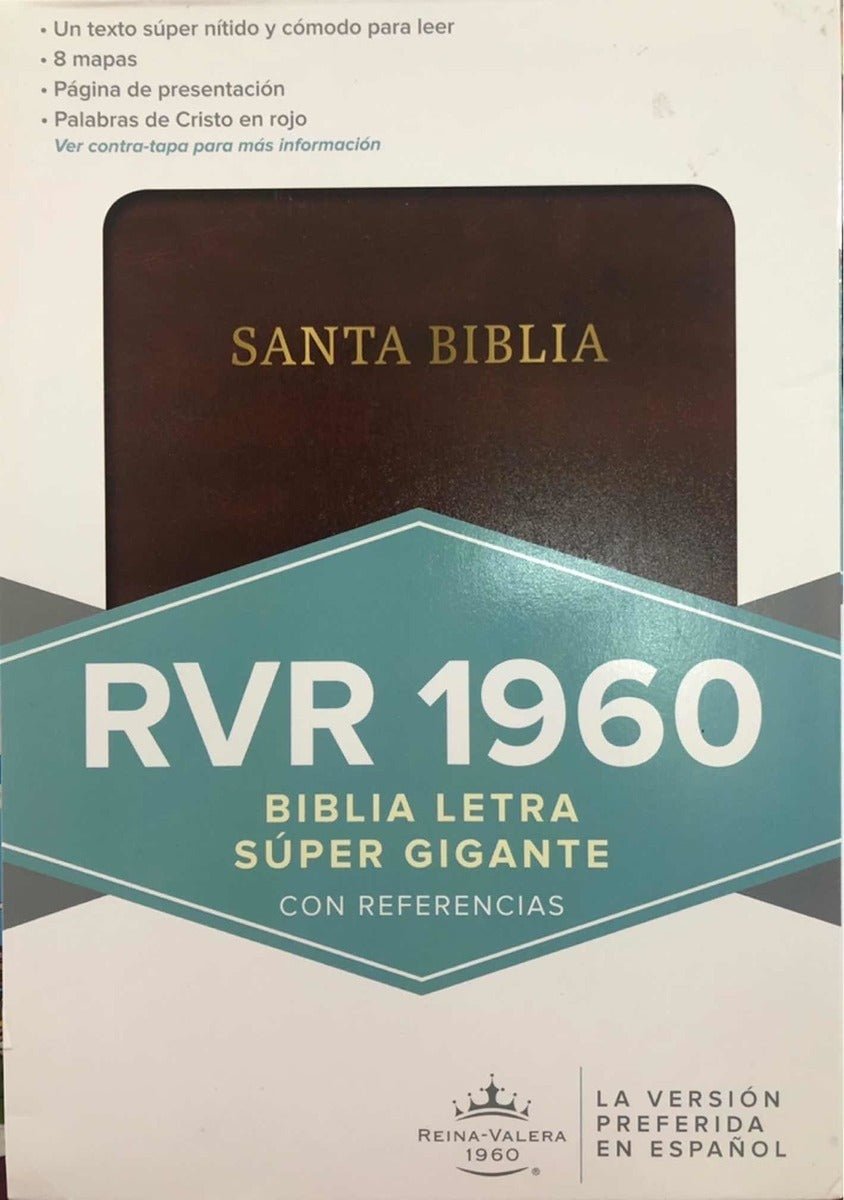 • Un texto súper nítido y cómodo para leer
• 8 mapas
• Página de presentación
• Palabras de Cristo en rojo
Ver contra-tapa para más información
SANTA BIBLIA
RVR 1960
BIBLIA LETRA
SÚPER GIGANTE
CON REFERENCIAS
REINA-VALERA
1960
®
LA VERSIÓN
PREFERIDA
EN ESPAÑOL